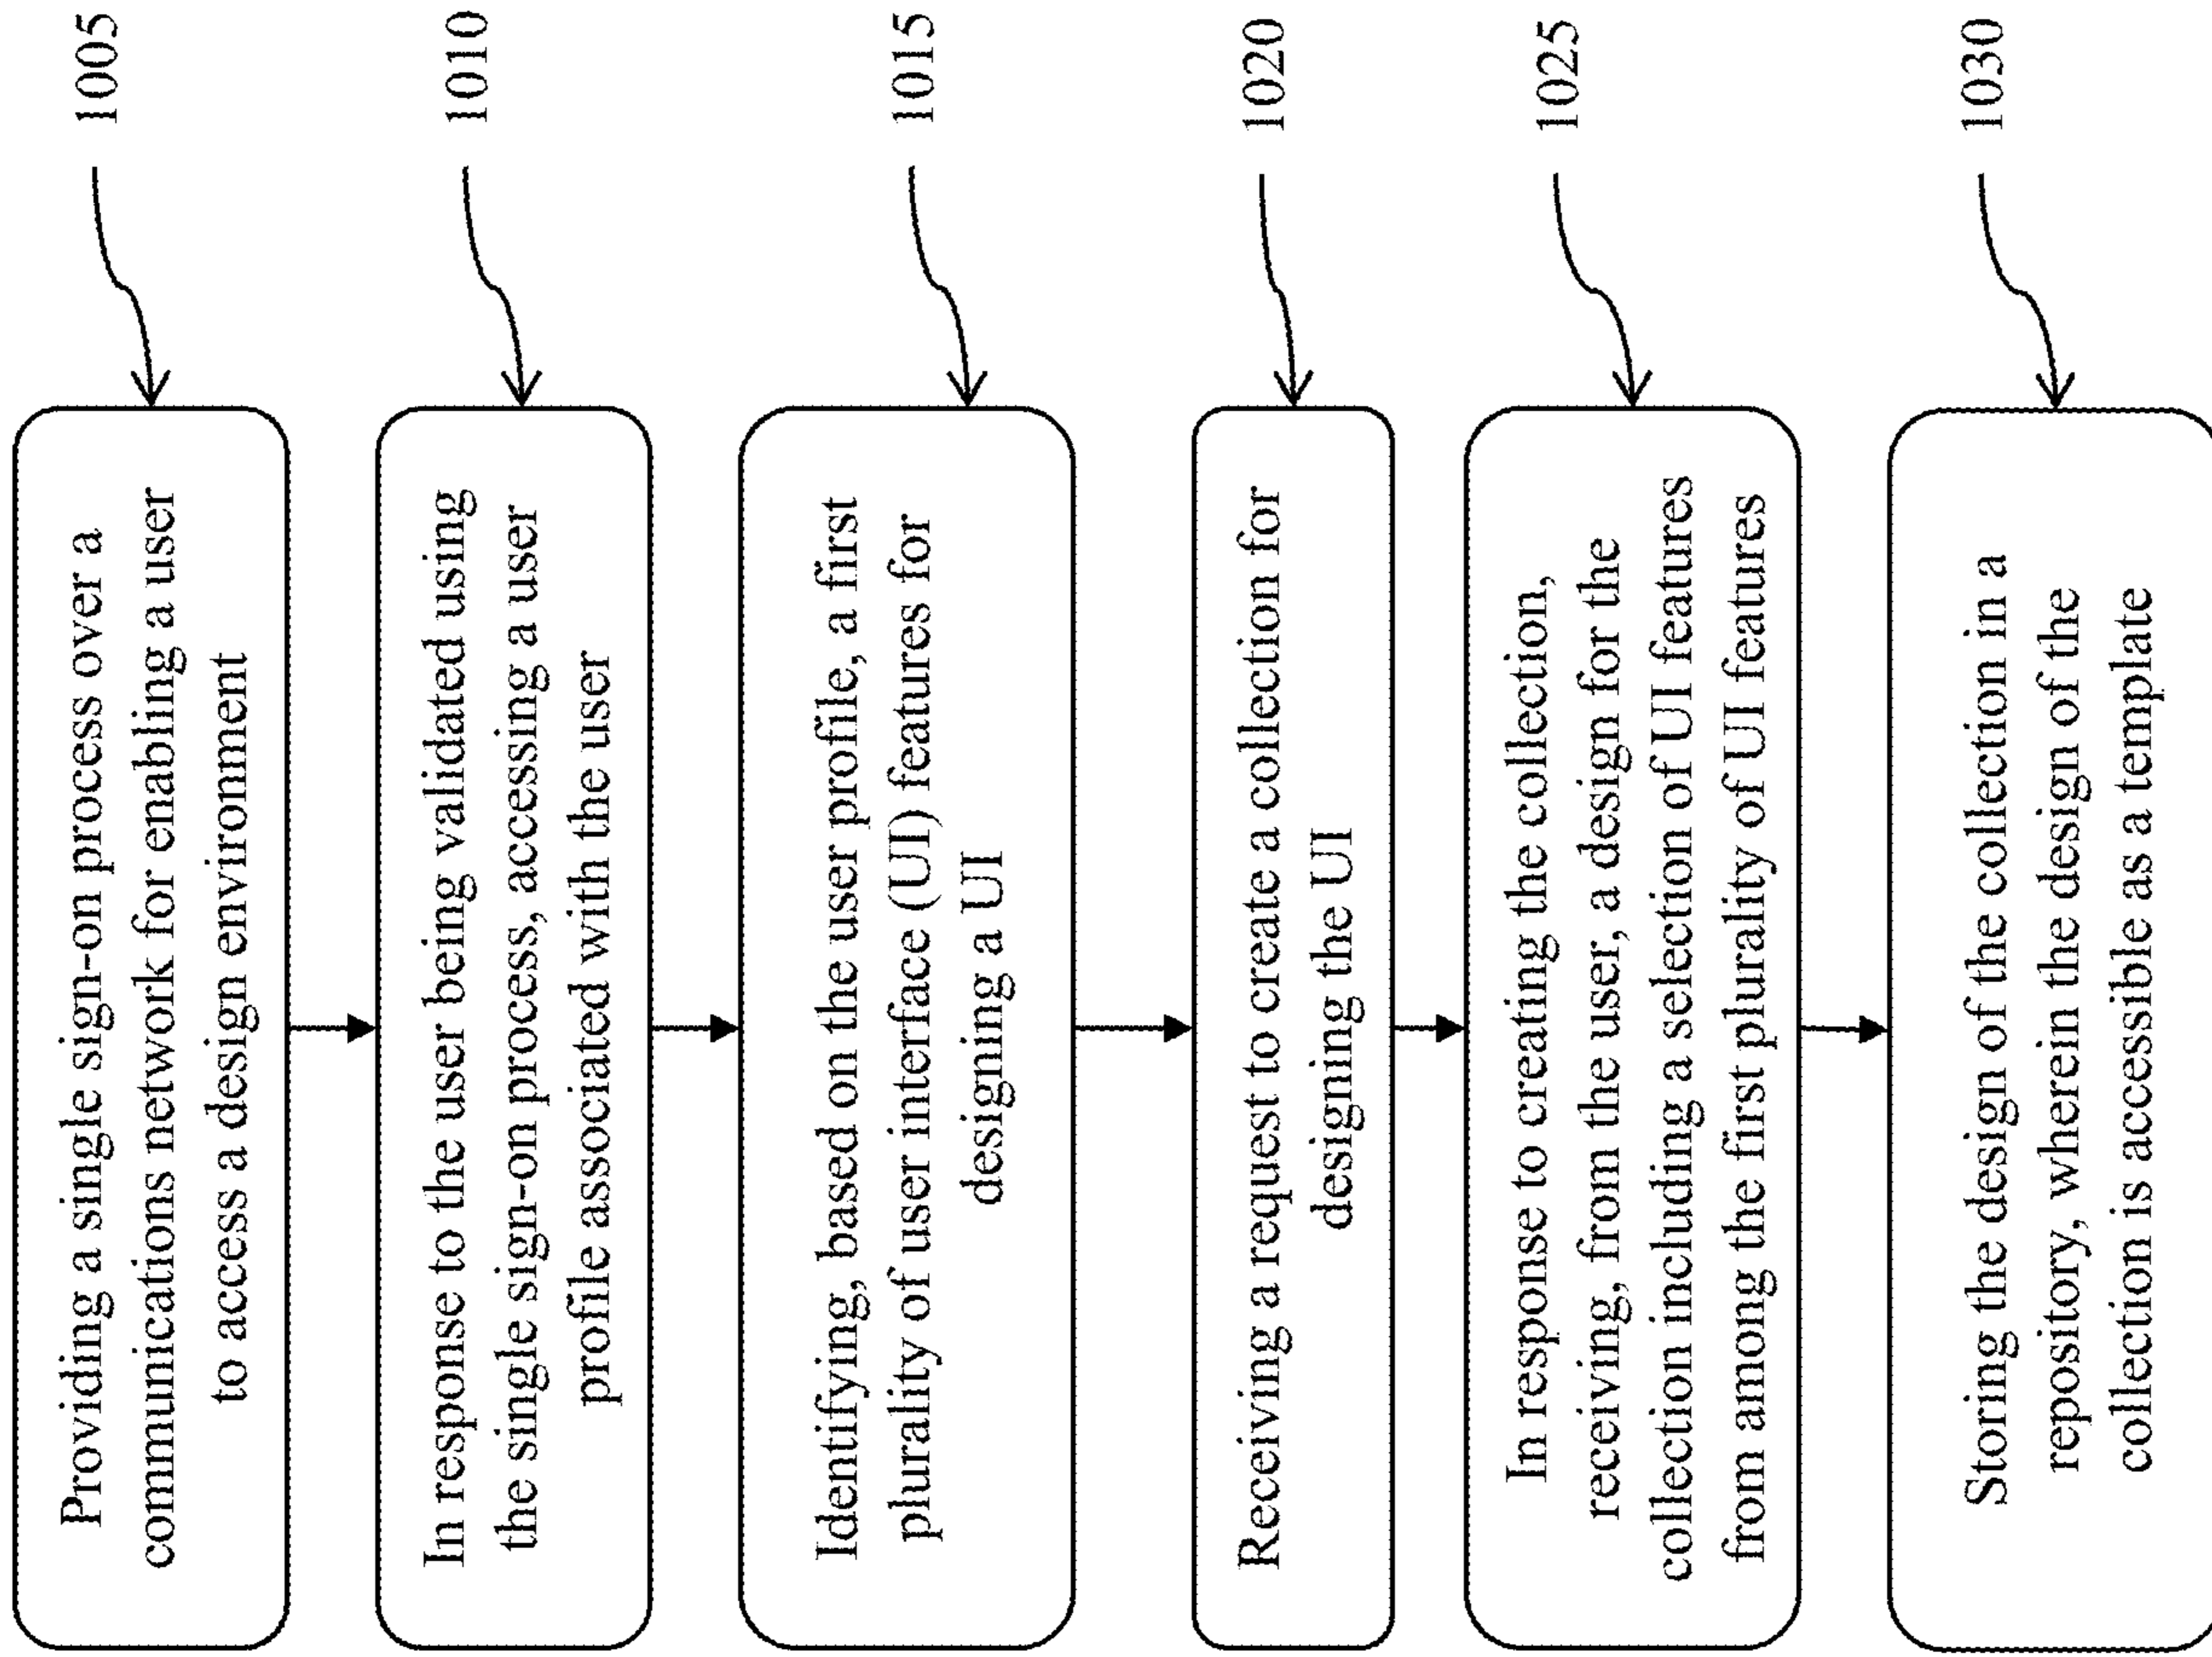 Providing a single sign-on process over a
communications network for enabling a user
to access a design environment
1005
In response to the user being validated using
the single sign-on process, accessing a user
profile associated with the user
1010
Identifying, based on the user profile, a first
plurality of user interface (UI) features for
designing a UI
1015
Receiving a request to create a collection for
designing the UI
1020
In response to creating the collection,
receiving, from the user, a design for the
collection including a selection of UI features
from among the first plurality of UI features
1025
Storing the design of the collection in a
repository, wherein the design of the
collection is accessible as a template
1030